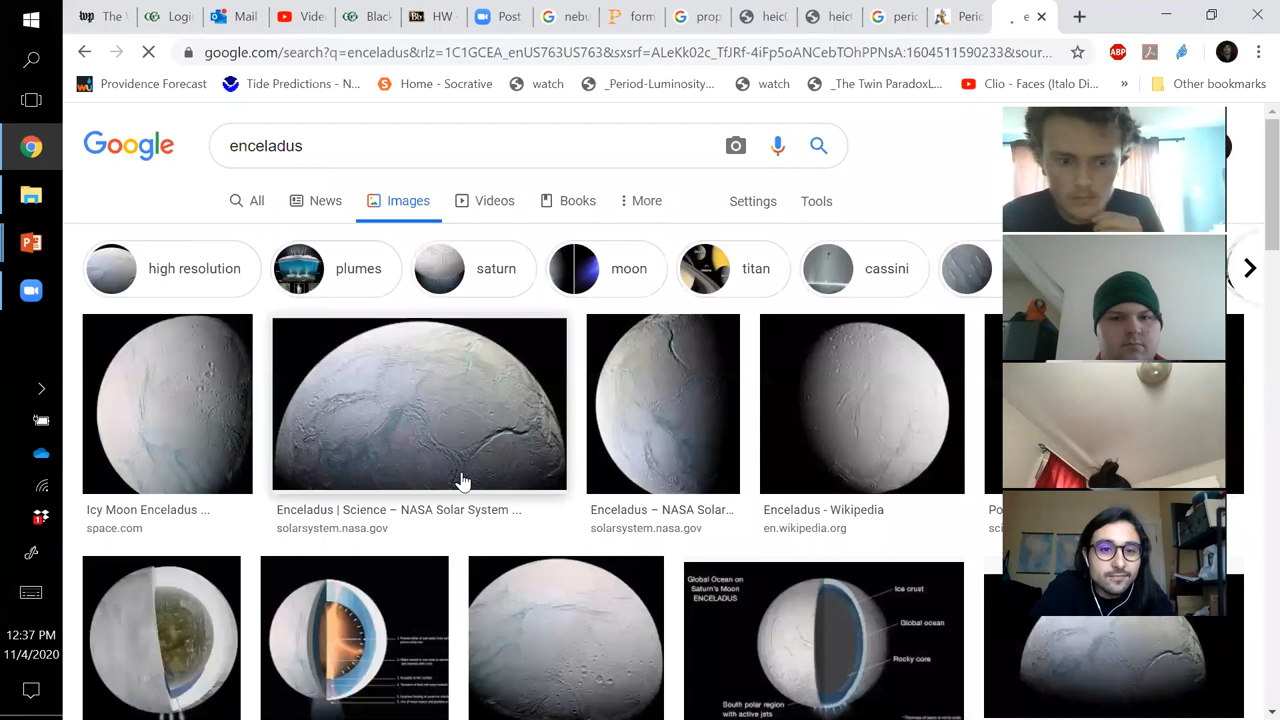 The
Logi
Mail
Vide
Black
HW -
Post
nebu
form
prop
heic
heic
peric
Peric
e
google.com/search?q=enceladus&rlz=1C1GCEA_enUS763US763&sxsrf=ALeKk02c_TfJRf-4iFp5oANCebTOhPPNsA:1604511590233&sour...
ABP
Providence Forecast
Tide Predictions - N...
Home - Socrative
watch
_Period-Luminosity...
watch
_The Twin ParadoxL...
Clio - Faces (Italo Di...
»
Other bookmarks
Google
enceladus
All
News
Images
Videos
Books
More
Settings
Tools
high resolution
plumes
saturn
moon
titan
cassini
Icy Moon Enceladus ...
space.com
Enceladus | Science – NASA Solar System ...
solarsystem.nasa.gov
Enceladus – NASA Solar...
solarsystem.nasa.gov
Enceladus - Wikipedia
en.wikipedia.org
Po
sci
Global Ocean on
Saturn's Moon
ENCELADUS
Ice crust
Global ocean
Rocky core
South polar region
with active jets
12:37 PM
11/4/2020